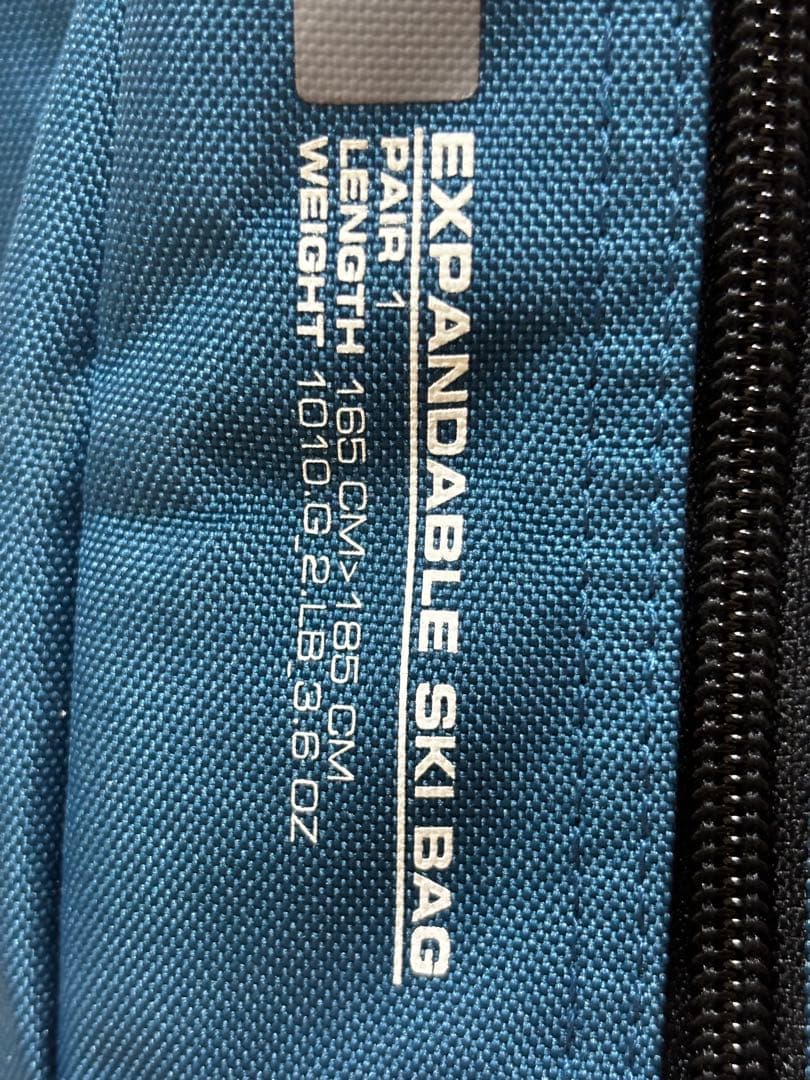 EXPANDABLE SKI BAG
PAIR 1
LENGTH 165 CM>185 CM
WEIGHT 1010.G_2.LB_3.6 OZ